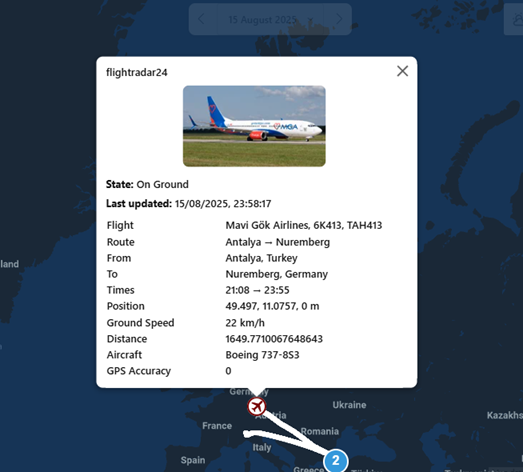 15 August 2025
flightradar24
MGA
State: On Ground
Last updated: 15/08/2025, 23:58:17
Flight Mavi Gök Airlines, 6K413, TAH413
Route Antalya → Nuremberg
From Antalya, Turkey
To Nuremberg, Germany
Times 21:08 → 23:55
Position 49.497, 11.0757, 0 m
Ground Speed 22 km/h
Distance 1649.7710067648643
Aircraft Boeing 737-8S3
GPS Accuracy 0
land
Germany
Austria
Ukraine
France
Romania
Kazakhs
Italy
2
Spain
Greece